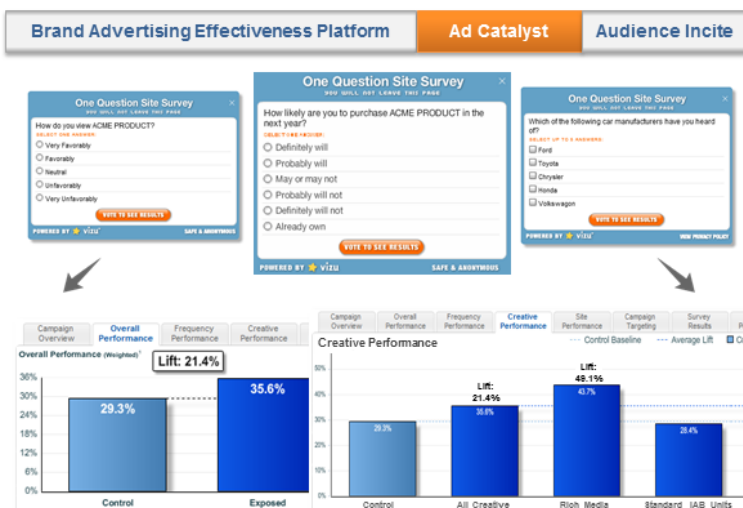 Brand Advertising Effectiveness Platform
Ad Catalyst
Audience Incite
One Question Site Survey
YOU WILL NOT LEAVE THIS PAGE
How do you view ACME PRODUCT?
SELECT ONE ANSWER:
Very Favorably
Favorably
Neutral
Unfavorably
Very Unfavorably
VOTE TO SEE RESULTS
POWERED BY vizu
SAFE & ANONYMOUS
One Question Site Survey
YOU WILL NOT LEAVE THIS PAGE
How likely are you to purchase ACME PRODUCT in the
next year?
SELECT ONE ANSWER:
Definitely will
Probably will
May or may not
Probably will not
Definitely will not
Already own
VOTE TO SEE RESULTS
POWERED BY vizu
SAFE & ANONYMOUS
One Question Site Survey
YOU WILL NOT LEAVE THIS PAGE
Which of the following car manufacturers have you heard
of?
SELECT UP TO 5 ANSWERS:
Ford
Toyota
Chrysler
Honda
Volkswagon
VOTE TO SEE RESULTS
POWERED BY vizu
VIEW PRIVACY POLICY
Campaign
Overview
Overall
Performance
Frequency
Performance
Creative
Performance
Overall Performance (Weighted)
Lift: 21.4%
36%
30%
24%
18%
12%
6%
0%
29.3%
35.6%
Control
Exposed
Campaign
Overview
Overall
Performance
Frequency
Performance
Creative
Performance
Site
Performance
Campaign
Targeting
Survey
Results
Creative Performance
Control Baseline
Average Lift
50%
40%
30%
20%
10%
0%
29.3%
Lift:
21.4%
35.6%
Lift:
49.1%
43.7%
28.4%
Control
All Creative
Rich Media
Standard IAB Units